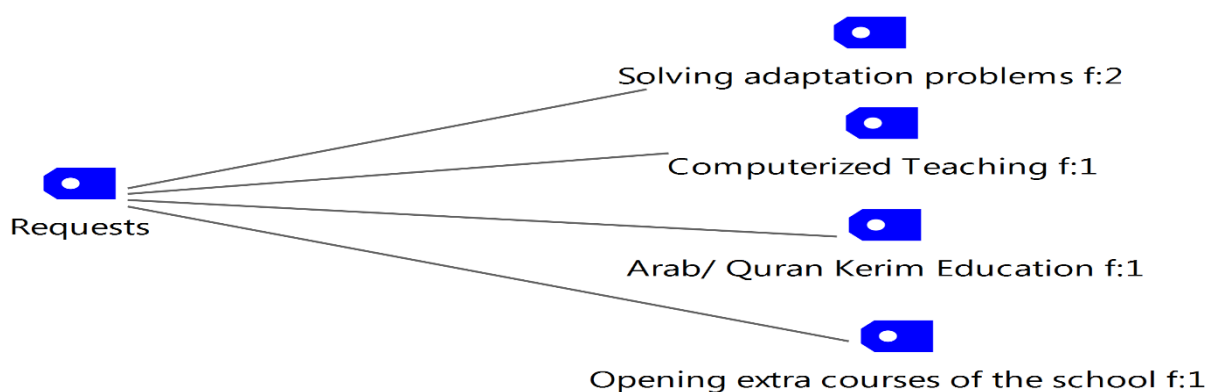 Solving adaptation problems f:2
Computerized Teaching f:1
Requests
Arab/ Quran Kerim Education f:1
Opening extra courses of the school f:1